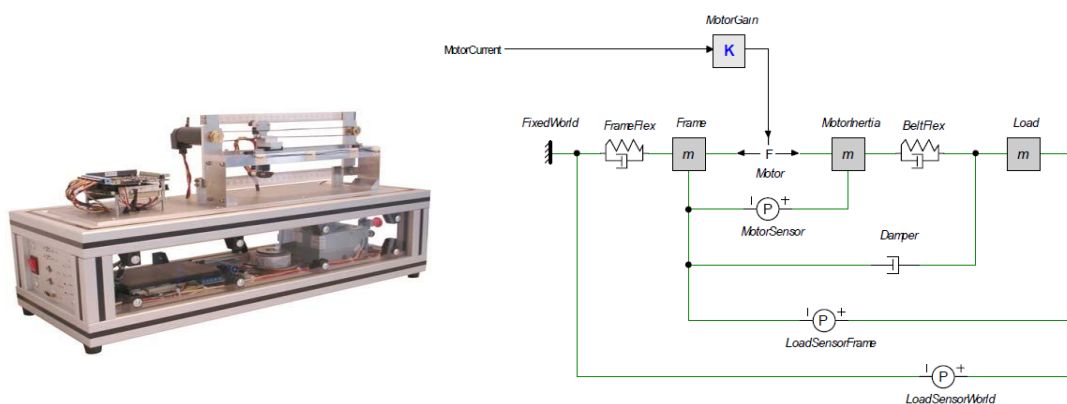 MotorGain
MotorCurrent
K
FixedWorld
FrameFlex
Frame
MotorInertia
BeltFlex
Load
m
F
m
m
Motor
P
MotorSensor
Damper
P
LoadSensorFrame
P
LoadSensorWorld